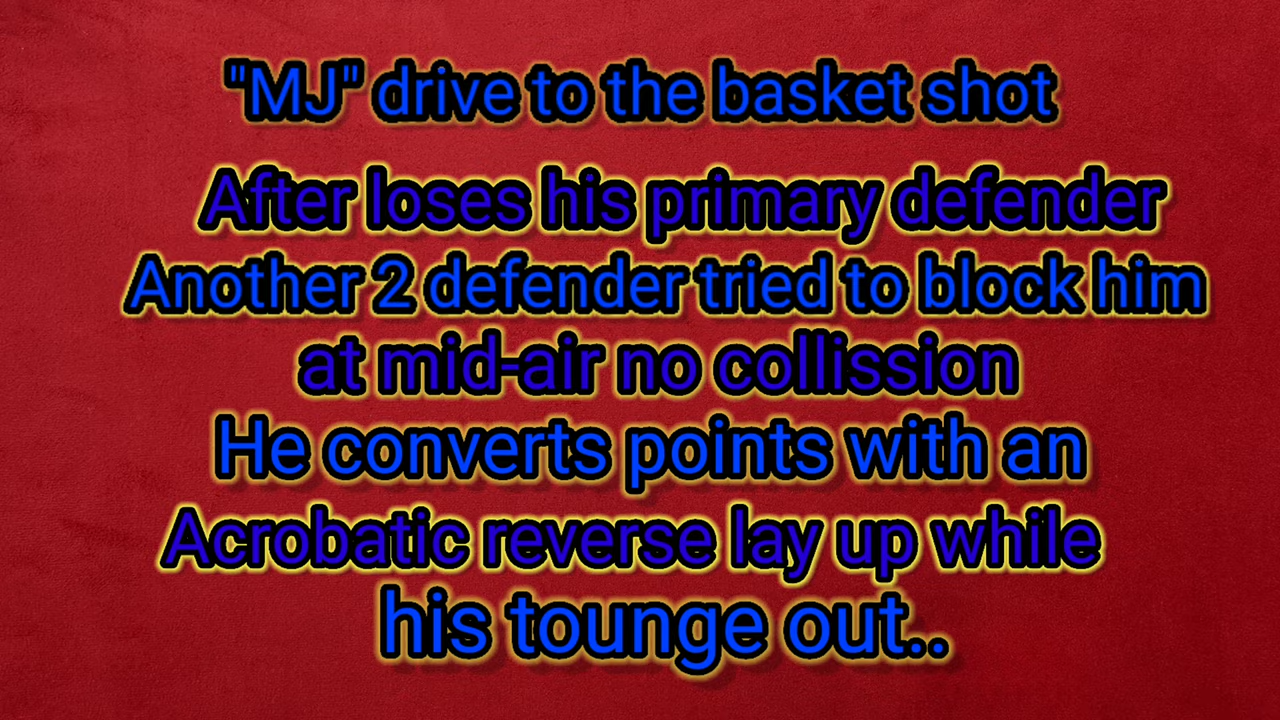 "MJ" drive to the basket shot
After loses his primary defender
Another 2 defender tried to block him
at mid-air no collission
He converts points with an
Acrobatic reverse lay up while
his tounge out..